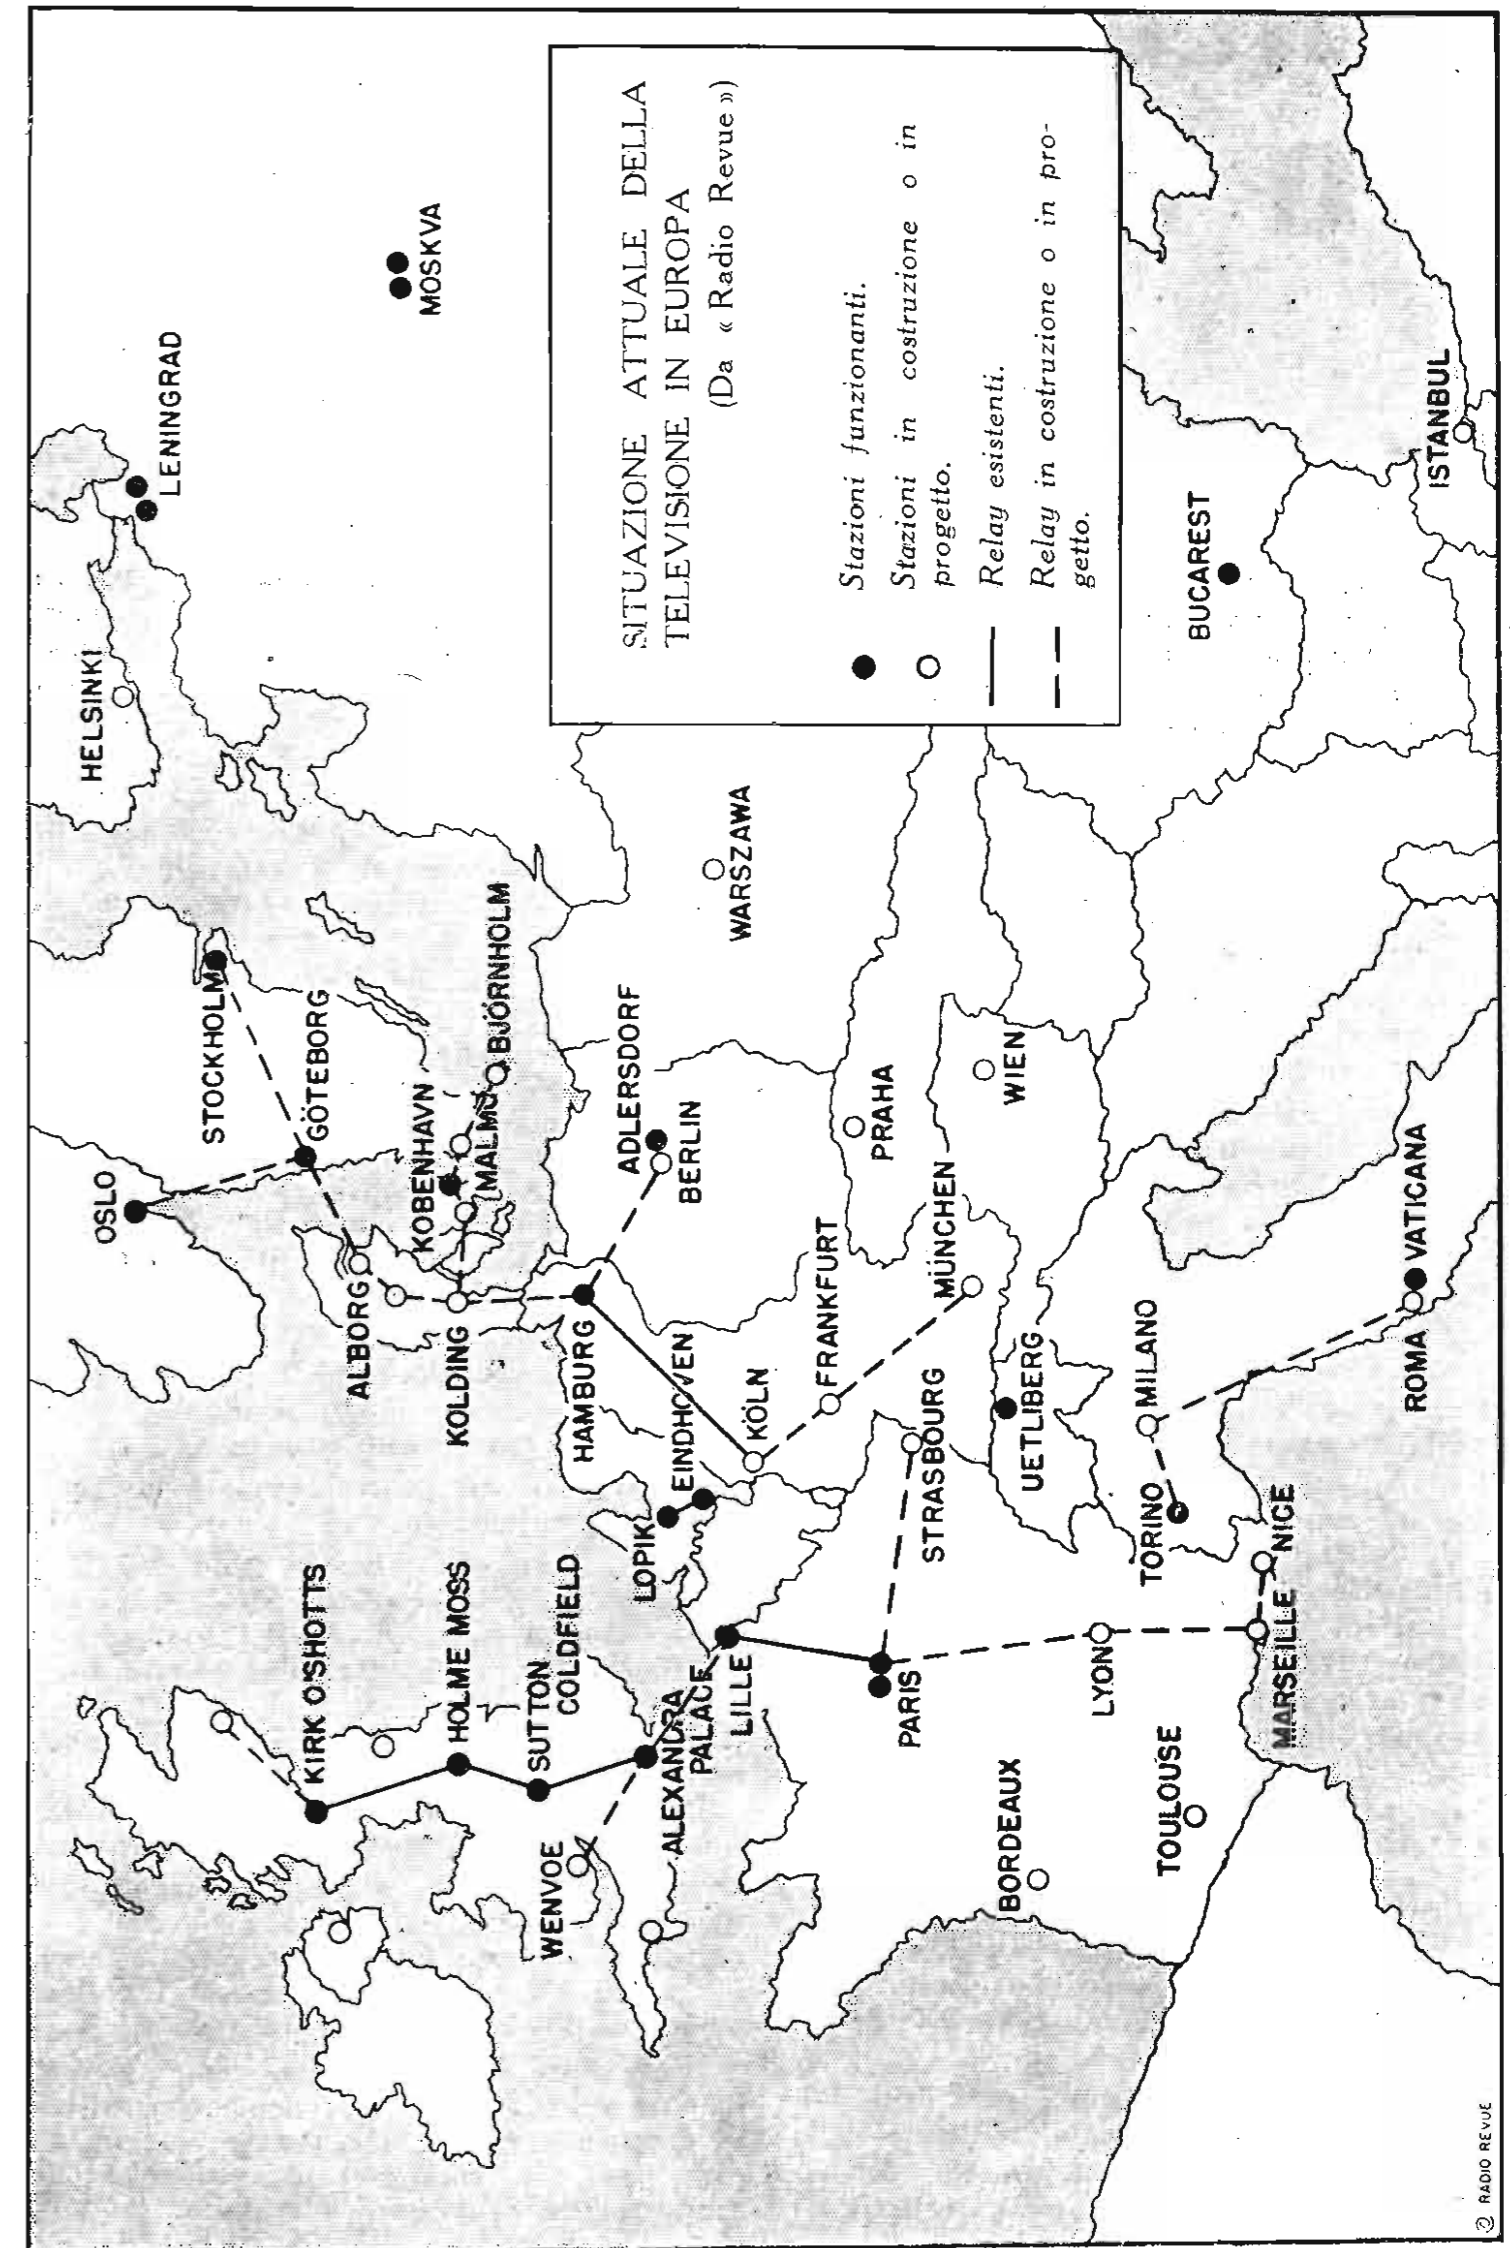 SITUAZIONE ATTUALE DELLA
TELEVISIONE IN EUROPA
(Da « Radio Revue »)
Stazioni funzionanti.
Stazioni in costruzione o in
progetto.
Relay esistenti.
Relay in costruzione o in pro-
getto.
HELSINKI
LENINGRAD
MOSKVA
OSLO
STOCKHOLM
GÖTEBORG
ALBORG
KOBENHAVN
MALMÖ
BJÖRNHOLM
KOLDING
HAMBURG
ADLERSDORF
BERLIN
WARSZAWA
KIRK O'SHOTTS
HOLME MOSS
SUTTON
COLDFIELD
WENVOE
ALEXANDRA
PALACE
LOPIK
EINDHOVEN
KÖLN
FRANKFURT
MÜNCHEN
PRAHA
WIEN
LILLE
PARIS
STRASBOURG
UETLIBERG
BORDEAUX
LYON
TOULOUSE
MARSEILLE
NICE
TORINO
MILANO
ROMA
VATICANA
BUCAREST
ISTANBUL
© RADIO REVUE